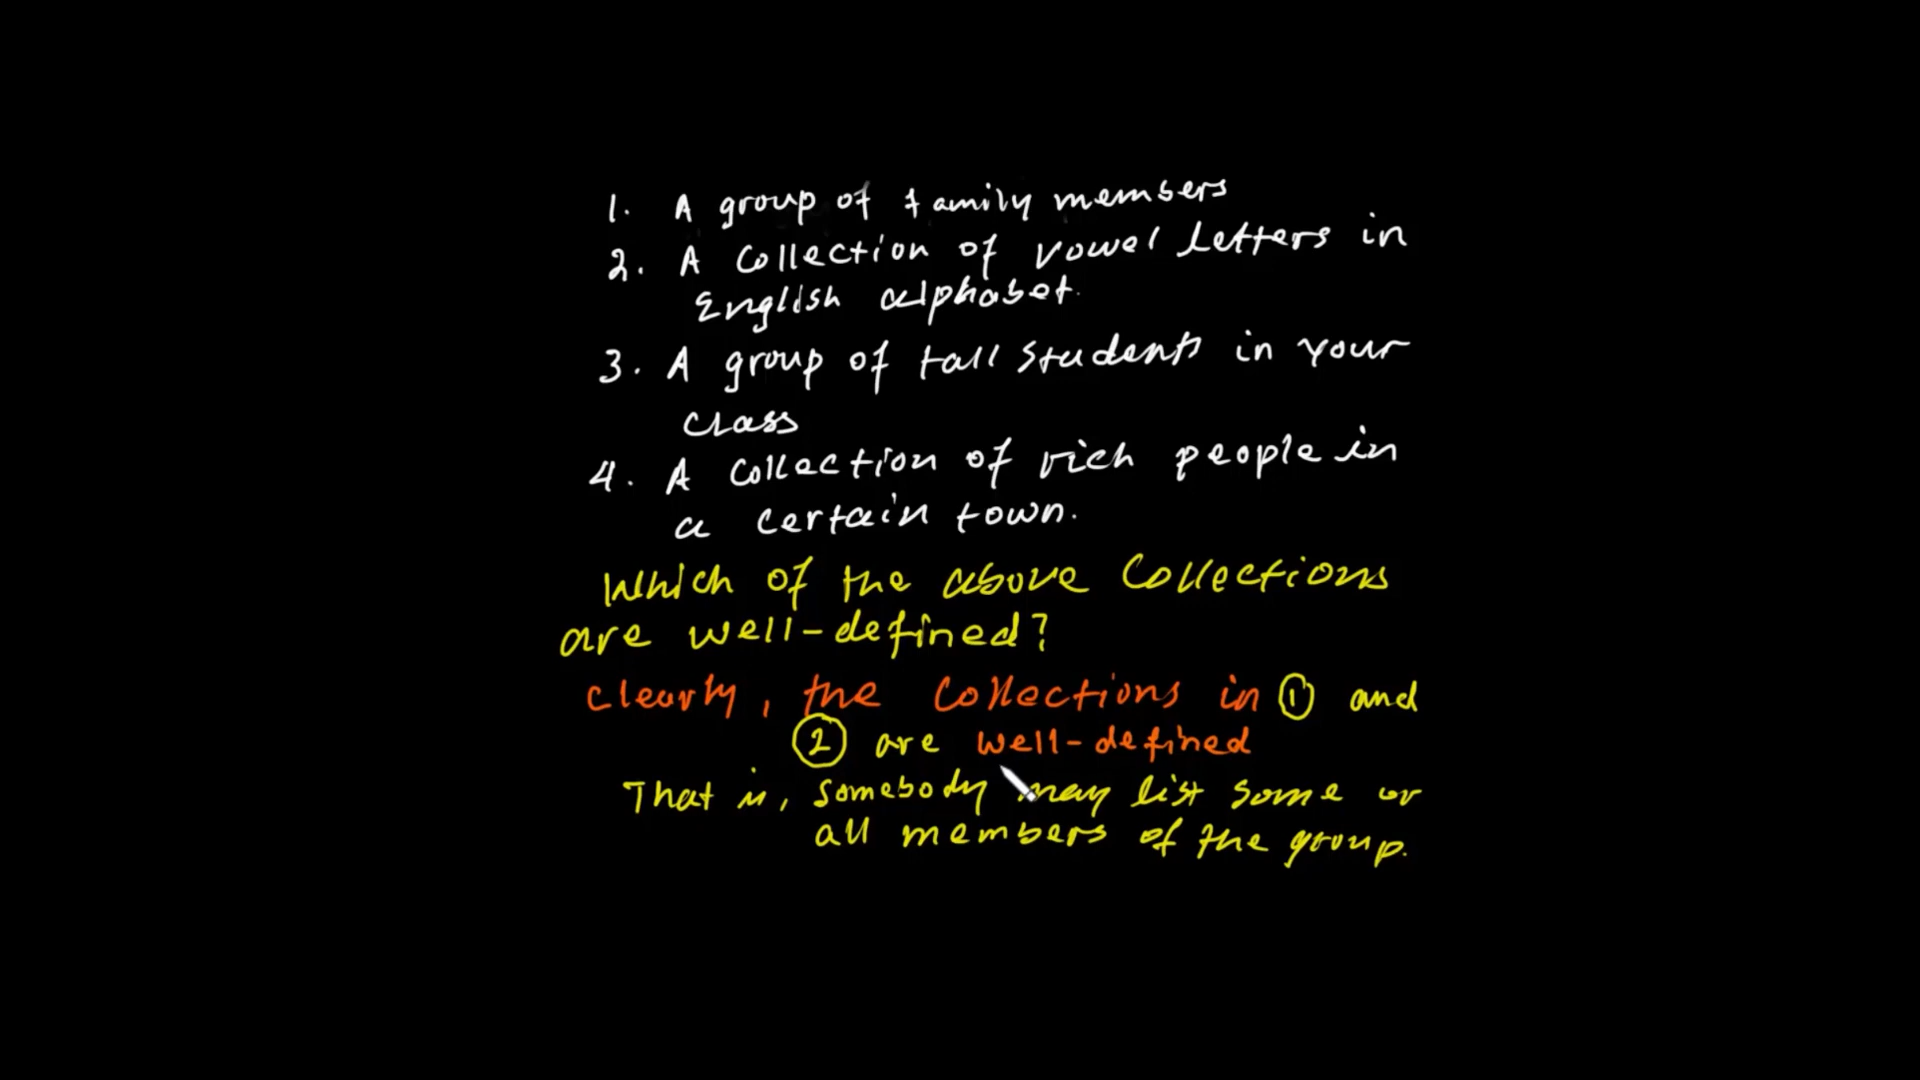 1. A group of family members
2. A Collection of vowel letters in
English alphabet.
3. A group of tall students in your
class
4. A Collection of rich people in
a certain town.
Which of the above Collections
are well-defined?
Clearly, the Collections in ① and
② are well-defined
That is, somebody may list some or
all members of the group.